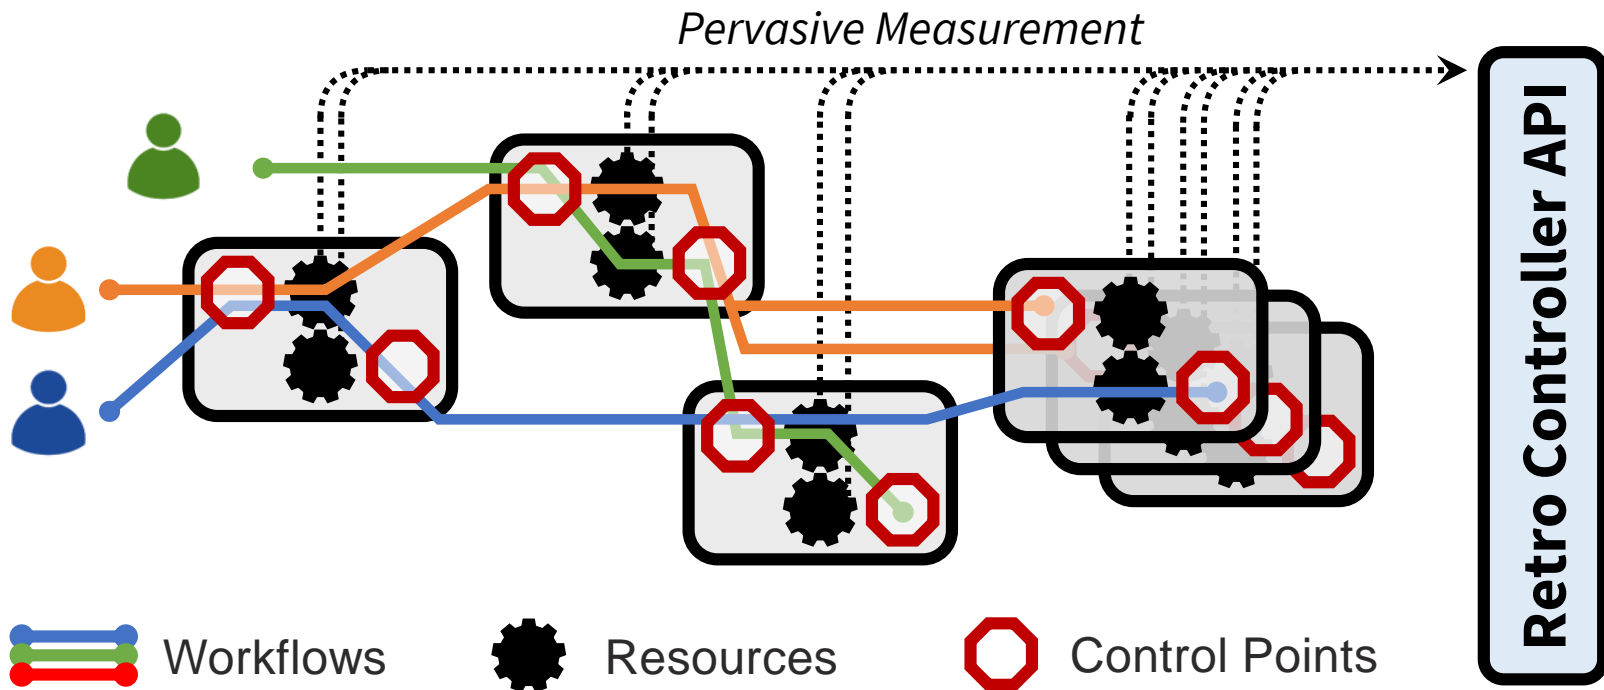 Pervasive Measurement
Retro Controller API
Workflows
Resources
Control Points